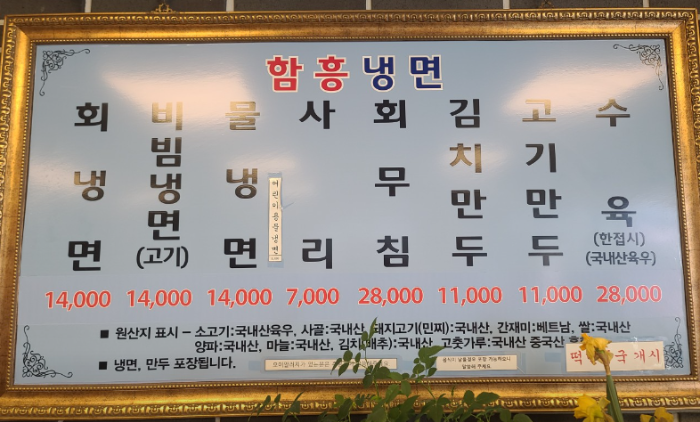 함흥냉면
회냉면
비빔냉면
(고기)
물냉면
사리
회무침
김치만두
고기만두
수육
(한접시)
(국내산육우)
14,000 14,000 14,000 7,000 28,000 11,000 11,000 28,000
■ 원산지 표시 – 소고기:국내산육우, 사골:국내산, 돼지고기(민찌):국내산, 간재미:베트남, 쌀:국내산
양파:국내산, 마늘:국내산, 김치(배추):국내산, 고춧가루:국내산 중국산
■ 냉면, 만두 포장됩니다.
떡 국 개시